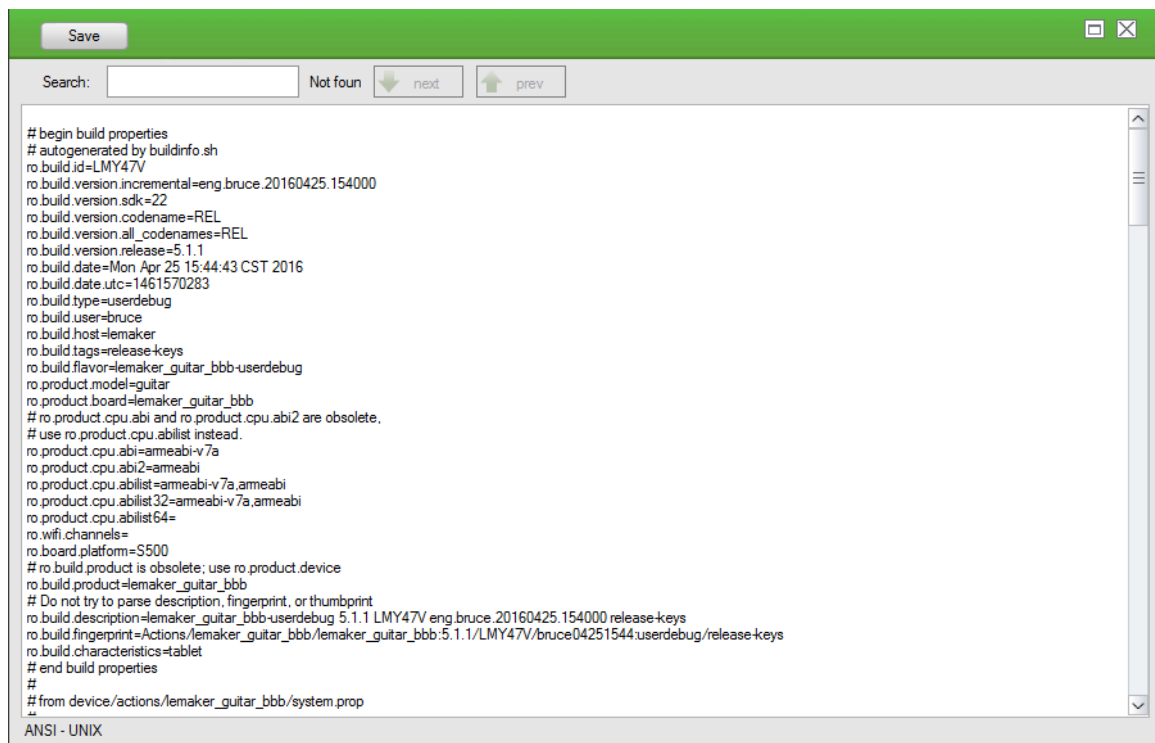 Save
Search: Not foun next prev
# begin build properties
# autogenerated by buildinfo.sh
ro.build.id=LMY47V
ro.build.version.incremental=eng.bruce.20160425.154000
ro.build.version.sdk=22
ro.build.version.codename=REL
ro.build.version.all_codenames=REL
ro.build.version.release=5.1.1
ro.build.date=Mon Apr 25 15:44:43 CST 2016
ro.build.date.utc=1461570283
ro.build.type=userdebug
ro.build.user=bruce
ro.build.host=lemaker
ro.build.tags=release-keys
ro.build.flavor=lemaker_guitar_bbb-userdebug
ro.product.model=guitar
ro.product.board=lemaker_guitar_bbb
# ro.product.cpu.abi and ro.product.cpu.abi2 are obsolete,
# use ro.product.cpu.abilist instead.
ro.product.cpu.abi=armeabi-v7a
ro.product.cpu.abi2=armeabi
ro.product.cpu.abilist=armeabi-v7a,armeabi
ro.product.cpu.abilist32=armeabi-v7a,armeabi
ro.product.cpu.abilist64=
ro.wifi.channels=
ro.board.platform=S500
# ro.build.product is obsolete; use ro.product.device
ro.build.product=lemaker_guitar_bbb
# Do not try to parse description, fingerprint, or thumbprint
ro.build.description=lemaker_guitar_bbb-userdebug 5.1.1 LMY47V eng.bruce.20160425.154000 release-keys
ro.build.fingerprint=Actions/lemaker_guitar_bbb/lemaker_guitar_bbb:5.1.1/LMY47V/bruce04251544:userdebug/release-keys
ro.build.characteristics=tablet
# end build properties
#
# from device/actions/lemaker_guitar_bbb/system.prop
#
ANSI - UNIX